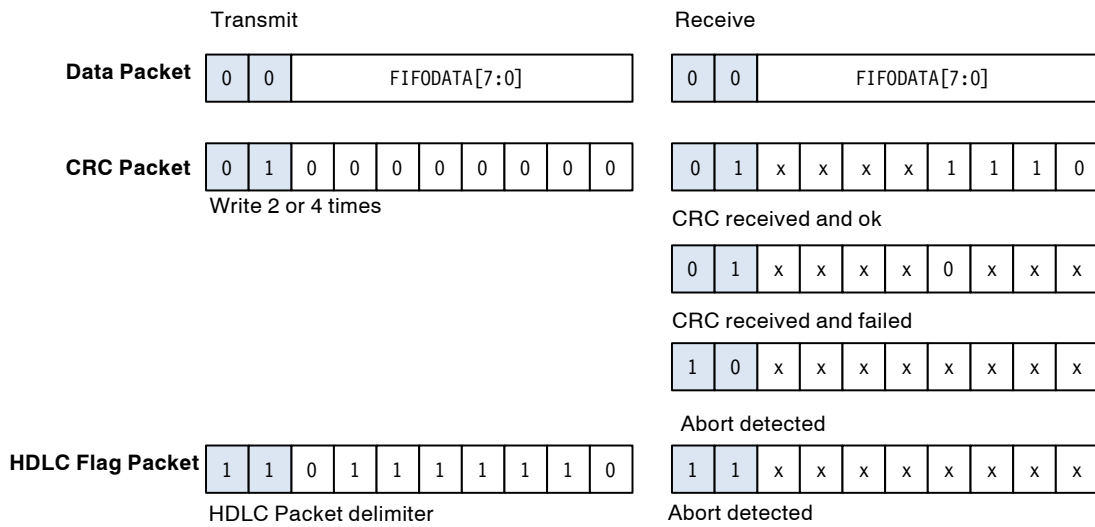 Transmit Receive
Data Packet 0 0 FIFODATA[7:0] 0 0 FIFODATA[7:0]
CRC Packet 0 1 0 0 0 0 0 0 0 0 0 1 x x x x 1 1 1 0
Write 2 or 4 times
CRC received and ok
0 1 x x x x 0 x x x
CRC received and failed
1 0 x x x x x x x x
Abort detected
HDLC Flag Packet 1 1 0 1 1 1 1 1 1 0 1 1 x x x x x x x x
HDLC Packet delimiter Abort detected